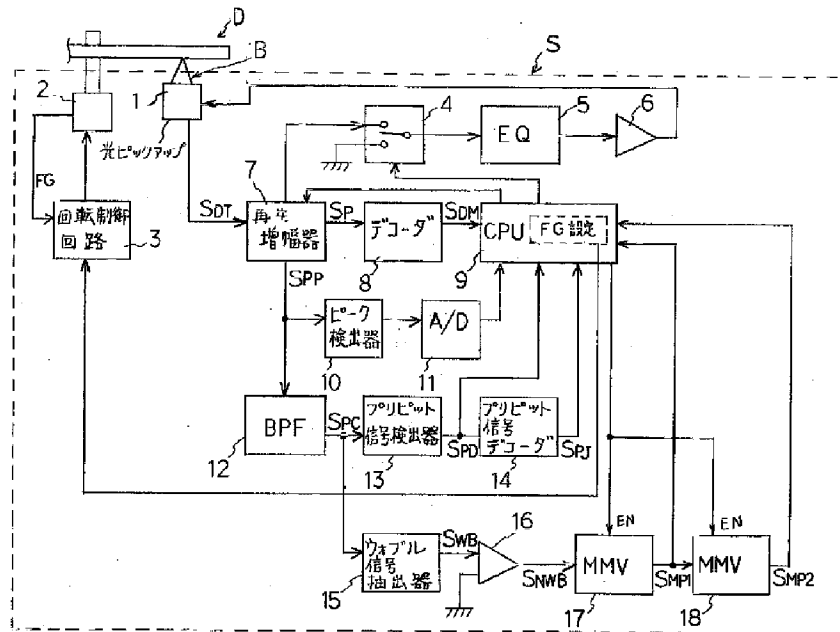 D
B
S
2
1
4
5
6
光ピックアップ
EQ
FG
7
SDT
再生
増幅器
SP
デコーダ
SDM
CPU
FG設定
回転制御
回路
3
8
9
SPP
ピーク
検出器
A/D
10
11
BPF
SPC
プリピット
信号検出器
プリピット
信号
デコーダ
12
13
SPD
14
SPJ
EN
EN
ウォブル
信号
抽出器
SWB
16
SNWB
MMV
SMP1
MMV
SMP2
15
17
18